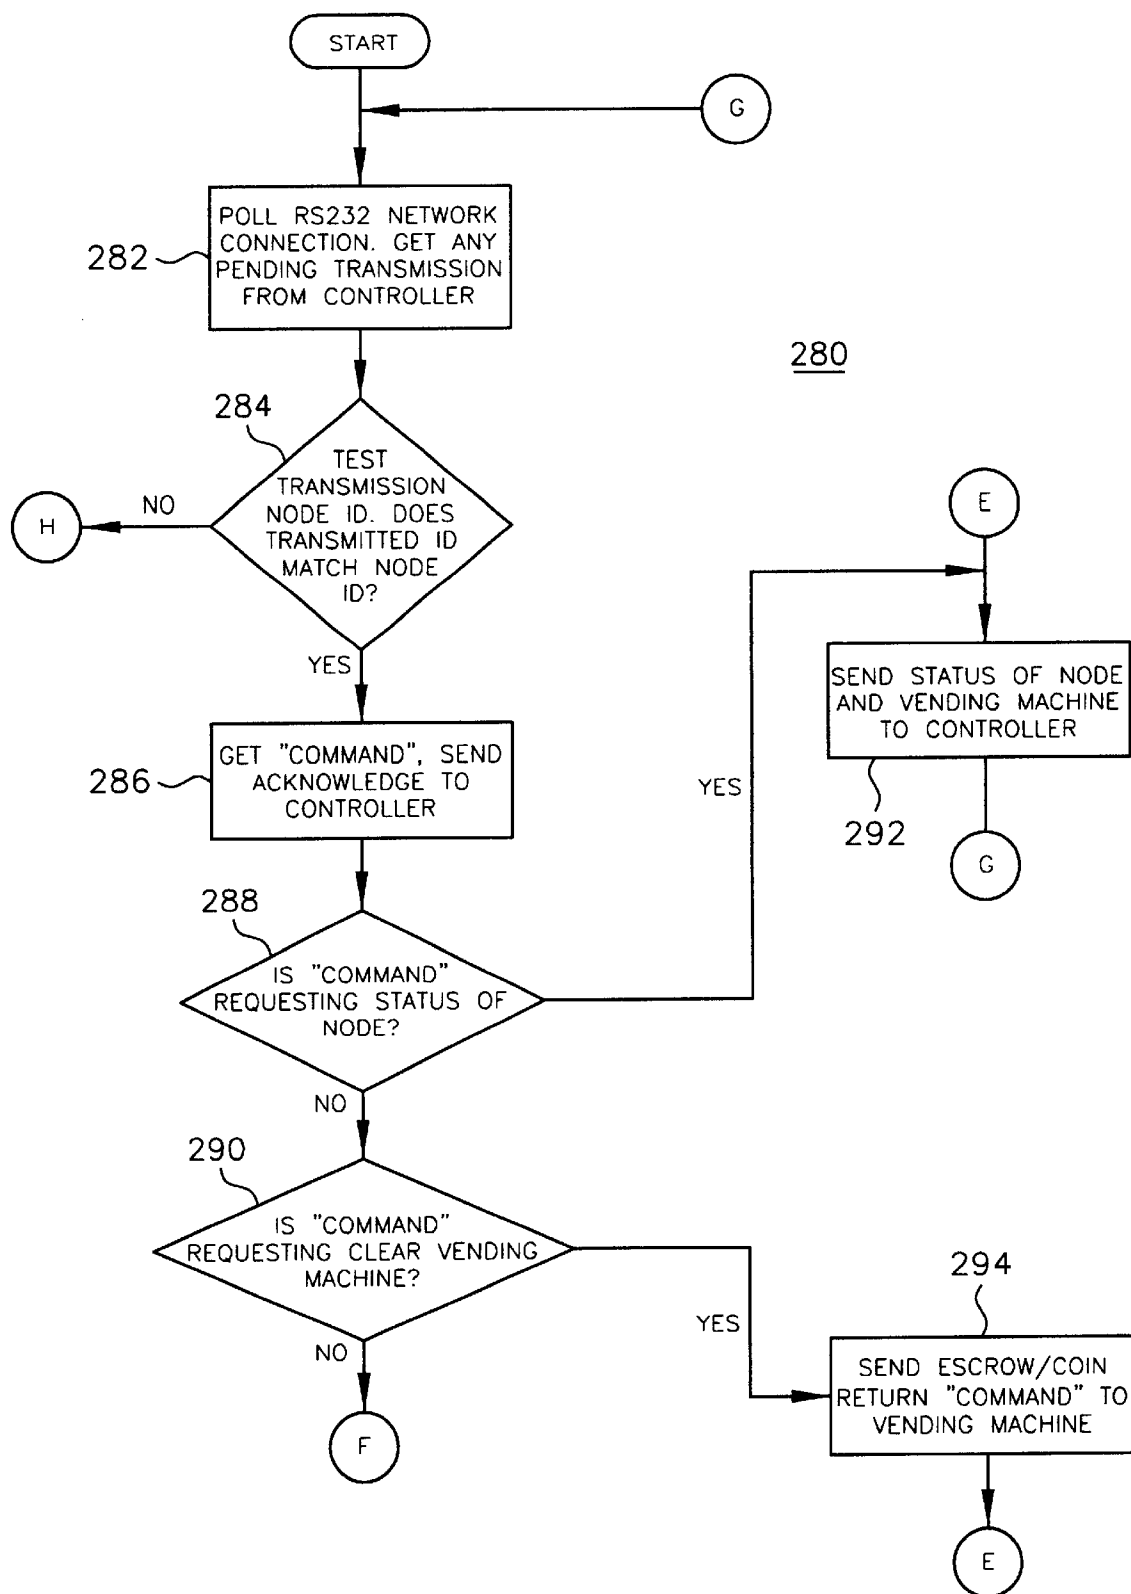 START
G
POLL RS232 NETWORK
CONNECTION. GET ANY
PENDING TRANSMISSION
FROM CONTROLLER
282
280
284
TEST
TRANSMISSION
NODE ID. DOES
TRANSMITTED ID
MATCH NODE
ID?
NO
H
YES
E
SEND STATUS OF NODE
AND VENDING MACHINE
TO CONTROLLER
292
G
GET "COMMAND", SEND
ACKNOWLEDGE TO
CONTROLLER
286
YES
288
IS "COMMAND"
REQUESTING STATUS OF
NODE?
NO
290
IS "COMMAND"
REQUESTING CLEAR VENDING
MACHINE?
YES
NO
F
294
SEND ESCROW/COIN
RETURN "COMMAND" TO
VENDING MACHINE
E